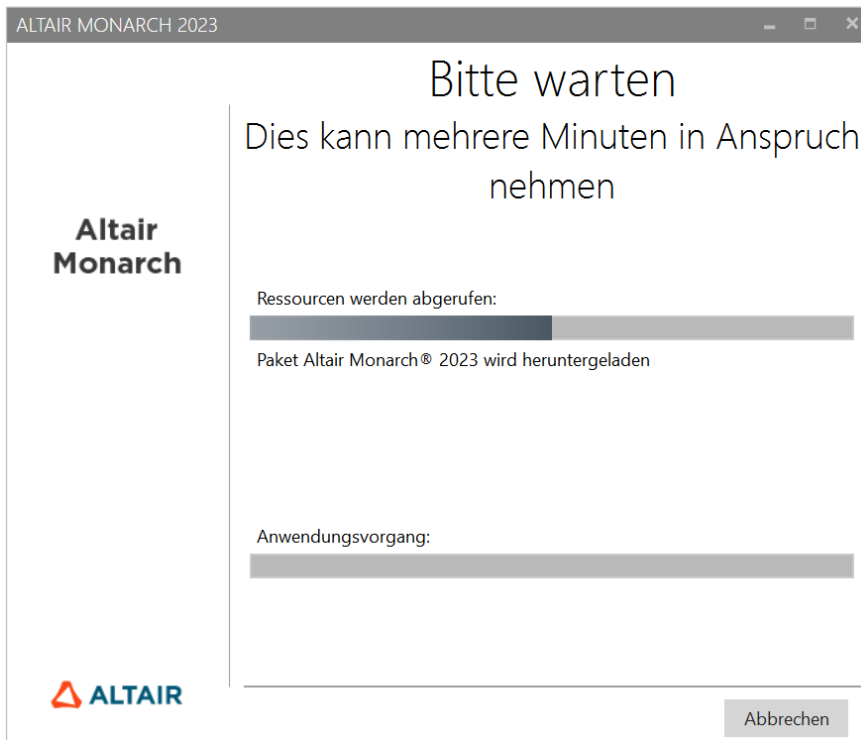 ALTAIR MONARCH 2023
Bitte warten
Dies kann mehrere Minuten in Anspruch
nehmen
Altair
Monarch
Ressourcen werden abgerufen:
Paket Altair Monarch® 2023 wird heruntergeladen
Anwendungsvorgang:
ALTAIR
Abbrechen